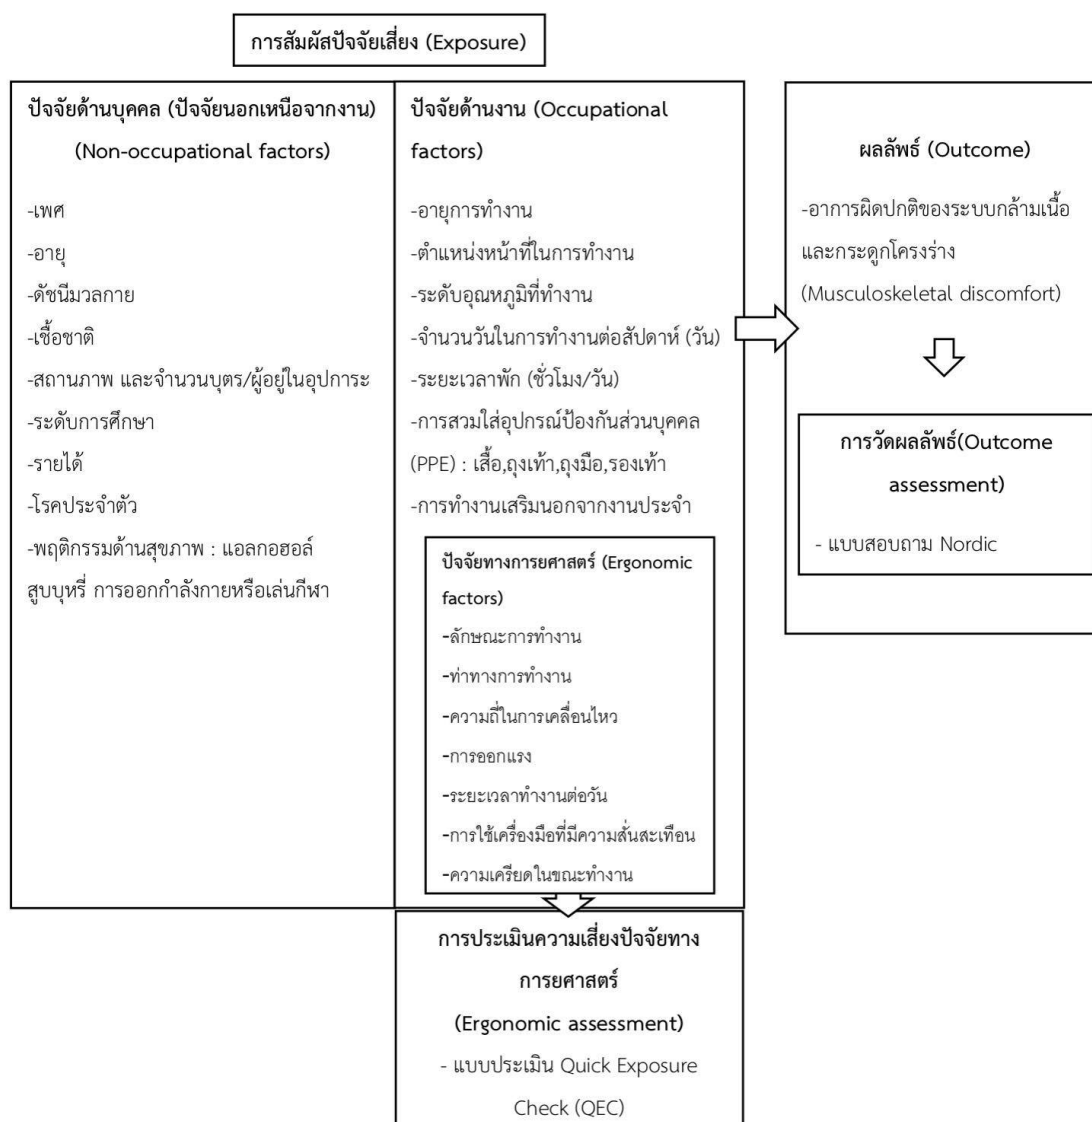 การสัมผัสปัจจัยเสี่ยง (Exposure)
ปัจจัยด้านบุคคล (ปัจจัยนอกเหนือจากงาน)
(Non-occupational factors)
-เพศ
-อายุ
-ดัชนีมวลกาย
-เชื้อชาติ
-สถานภาพ และจำนวนบุตร/ผู้อยู่ในอุปการะ
-ระดับการศึกษา
-รายได้
-โรคประจำตัว
-พฤติกรรมด้านสุขภาพ : แอลกอฮอล์
สูบบุหรี่ การออกกำลังกายหรือเล่นกีฬา
ปัจจัยด้านงาน (Occupational
factors)
-อายุการทำงาน
-ตำแหน่งหน้าที่ในการทำงาน
-ระดับอุณหภูมิที่ทำงาน
-จำนวนวันในการทำงานต่อสัปดาห์ (วัน)
-ระยะเวลาพัก (ชั่วโมง/วัน)
-การสวมใส่อุปกรณ์ป้องกันส่วนบุคคล
(PPE) : เสื้อ,ถุงเท้า,ถุงมือ,รองเท้า
-การทำงานเสริมนอกจากงานประจำ
ปัจจัยทางการยศาสตร์ (Ergonomic
factors)
-ลักษณะการทำงาน
-ท่าทางการทำงาน
-ความถี่ในการเคลื่อนไหว
-การออกแรง
-ระยะเวลาทำงานต่อวัน
-การใช้เครื่องมือที่มีความสั่นสะเทือน
-ความเครียดในขณะทำงาน
การประเมินความเสี่ยงปัจจัยทาง
การยศาสตร์
(Ergonomic assessment)
- แบบประเมิน Quick Exposure
Check (QEC)
ผลลัพธ์ (Outcome)
-อาการผิดปกติของระบบกล้ามเนื้อ
และกระดูกโครงร่าง
(Musculoskeletal discomfort)
การวัดผลลัพธ์(Outcome
assessment)
- แบบสอบถาม Nordic